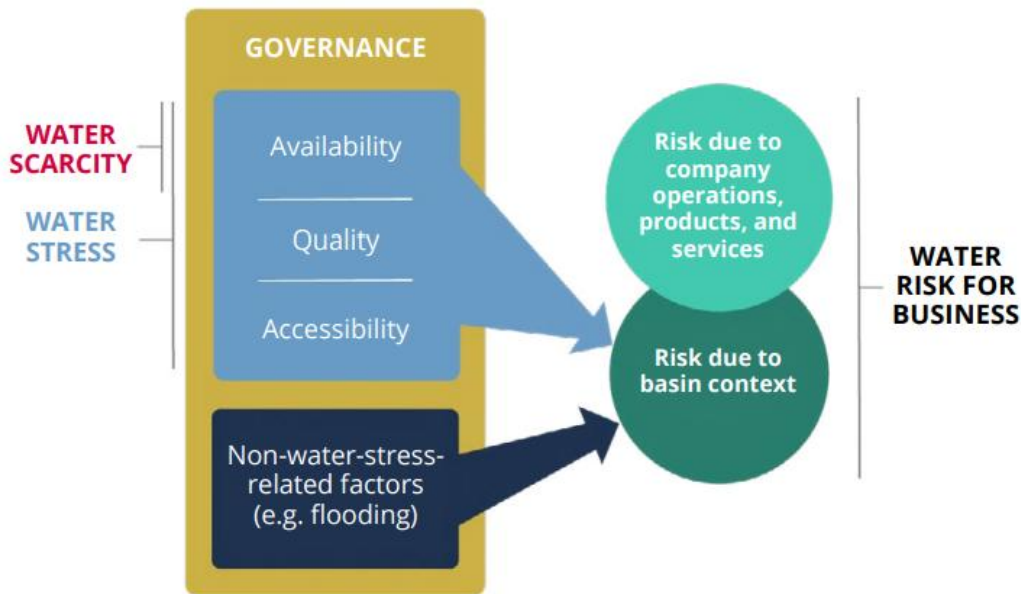 GOVERNANCE
WATER
SCARCITY
WATER
STRESS
Availability
Quality
Accessibility
Non-water-stress-
related factors
(e.g. flooding)
Risk due to
company
operations,
products, and
services
Risk due to
basin context
WATER
RISK FOR
BUSINESS